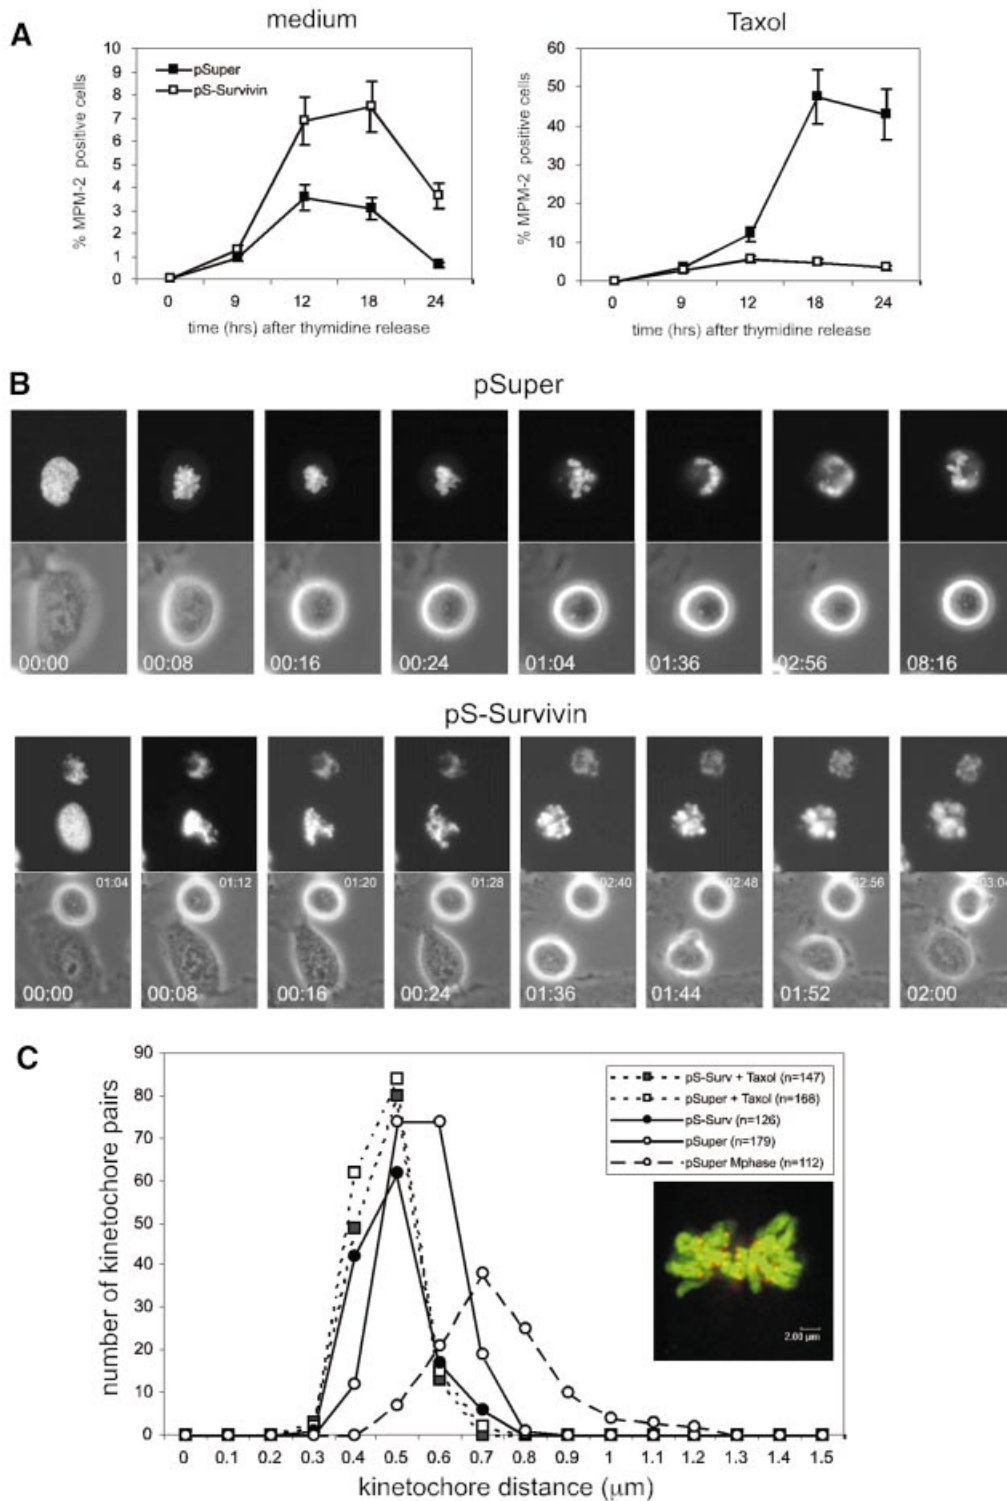 A
medium
Taxol
% MPM-2 positive cells
10
9
8
7
6
5
4
3
2
1
0
pSuper
pS-Survivin
0 9 12 18 24
time (hrs) after thymidine release
% MPM-2 positive cells
60
50
40
30
20
10
0
0 9 12 18 24
time (hrs) after thymidine release
B
pSuper
00:00 00:08 00:16 00:24 01:04 01:36 02:56 08:16
pS-Survivin
01:04 01:12 01:20 01:28 02:40 02:48 02:56 03:04
00:00 00:08 00:16 00:24 01:36 01:44 01:52 02:00
C
number of kinetochore pairs
90
80
70
60
50
40
30
20
10
0
pS-Surv + Taxol (n=147)
pSuper + Taxol (n=168)
pS-Surv (n=126)
pSuper (n=179)
pSuper Mphase (n=112)
2.00 µm
0 0.1 0.2 0.3 0.4 0.5 0.6 0.7 0.8 0.9 1 1.1 1.2 1.3 1.4 1.5
kinetochore distance (µm)